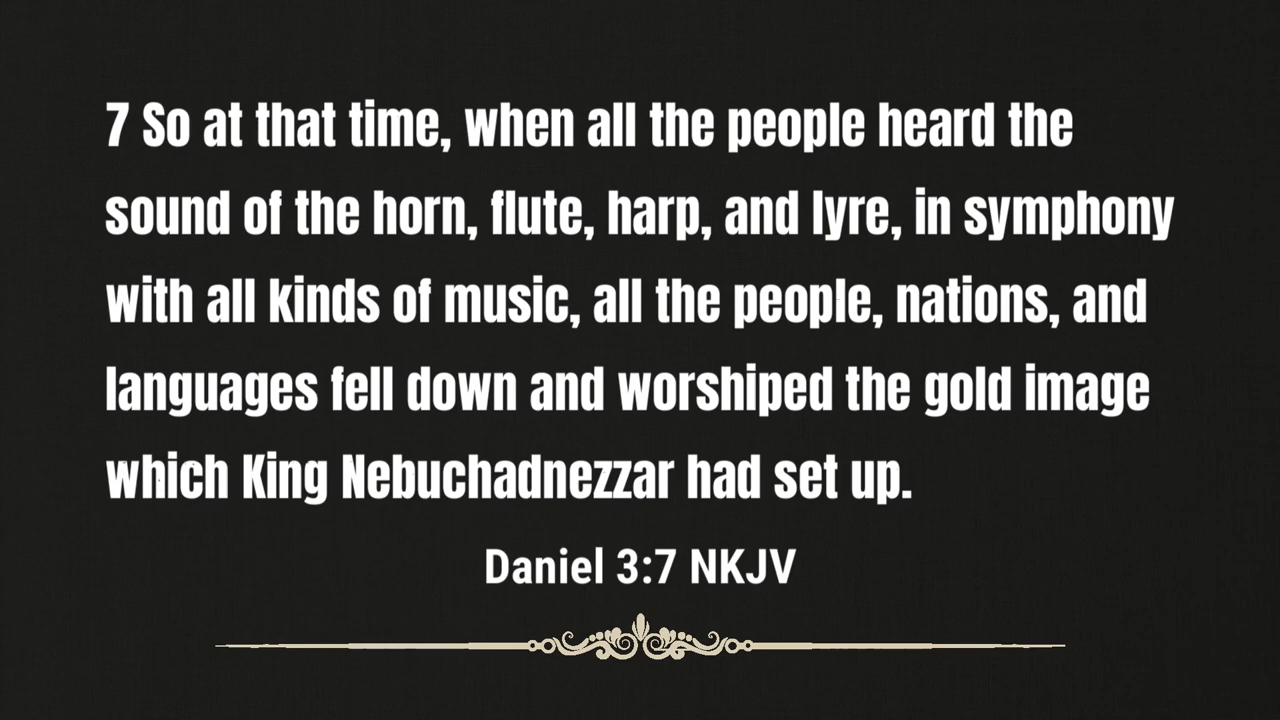 7 So at that time, when all the people heard the
sound of the horn, flute, harp, and lyre, in symphony
with all kinds of music, all the people, nations, and
languages fell down and worshiped the gold image
which King Nebuchadnezzar had set up.
Daniel 3:7 NKJV